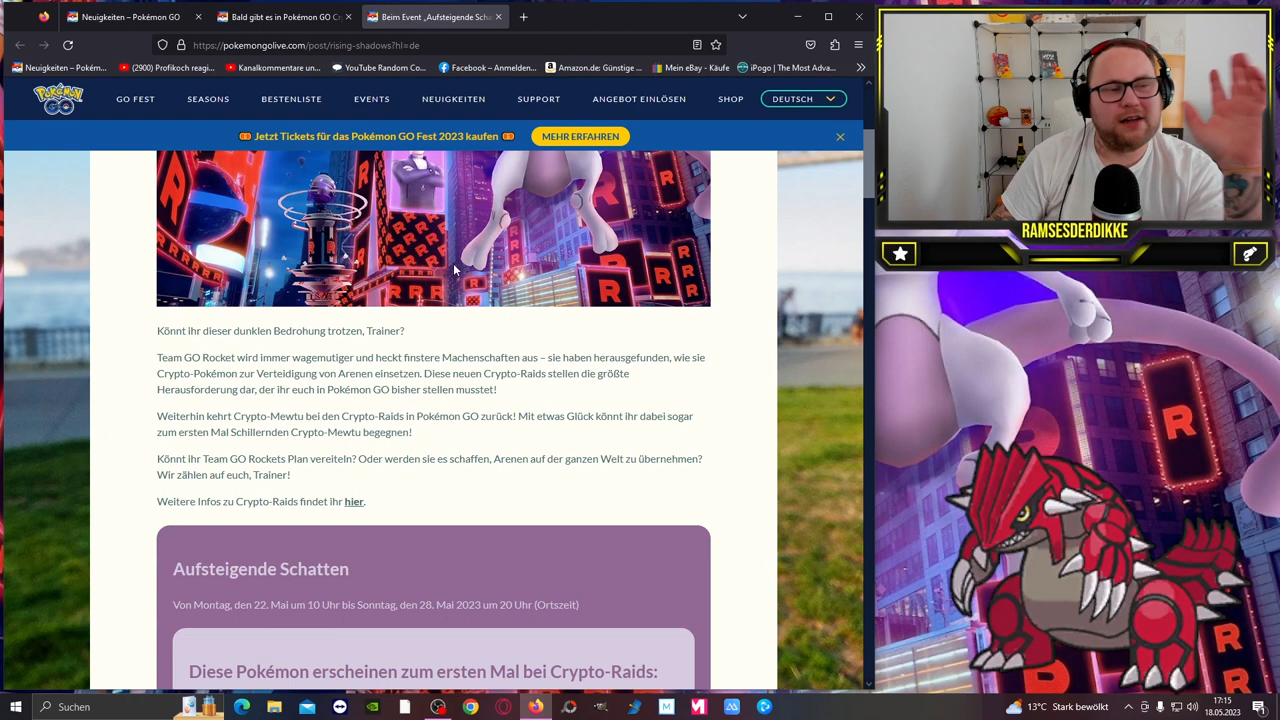 Neuigkeiten – Pokémon GO
Bald gibt es in Pokémon GO Cr
Beim Event „Aufsteigende Scha
https://pokemongolive.com/post/rising-shadows?hl=de
Neuigkeiten – Pokém...
(2900) Profikoch reagi...
Kanalkommentar un...
You Tube Random Co...
Facebook – Anmelden...
Amazon.de: Günstige ...
Mein eBay - Käufe
iPogo | The Most Adva...
Pokémon GO
GO FEST
SEASONS
BESTENLISTE
EVENTS
NEUIGKEITEN
SUPPORT
ANGEBOT EINLÖSEN
SHOP
DEUTSCH
Jetzt Tickets für das Pokémon GO Fest 2023 kaufen
MEHR ERFAHREN
Könnt ihr dieser dunklen Bedrohung trotzen, Trainer?
Team GO Rocket wird immer wagemutiger und heckt finstere Machenschaften aus – sie haben herausgefunden, wie sie
Crypto-Pokémon zur Verteidigung von Arenen einsetzen. Diese neuen Crypto-Raids stellen die größte
Herausforderung dar, der ihr euch in Pokémon GO bisher stellen musstet!
Weiterhin kehrt Crypto-Mewtu bei den Crypto-Raids in Pokémon GO zurück! Mit etwas Glück könnt ihr dabei sogar
zum ersten Mal Schillernden Crypto-Mewtu begegnen!
Könnt ihr Team GO Rockets Plan vereiteln? Oder werden sie es schaffen, Arenen auf der ganzen Welt zu übernehmen?
Wir zählen auf euch, Trainer!
Weitere Infos zu Crypto-Raids findet ihr hier.
Aufsteigende Schatten
Von Montag, den 22. Mai um 10 Uhr bis Sonntag, den 28. Mai 2023 um 20 Uhr (Ortszeit)
Diese Pokémon erscheinen zum ersten Mal bei Crypto-Raids:
RAMSESDERDIKKE
R
R
R
Suchen
13°C Stark bewölkt
17:15
18.05.2023